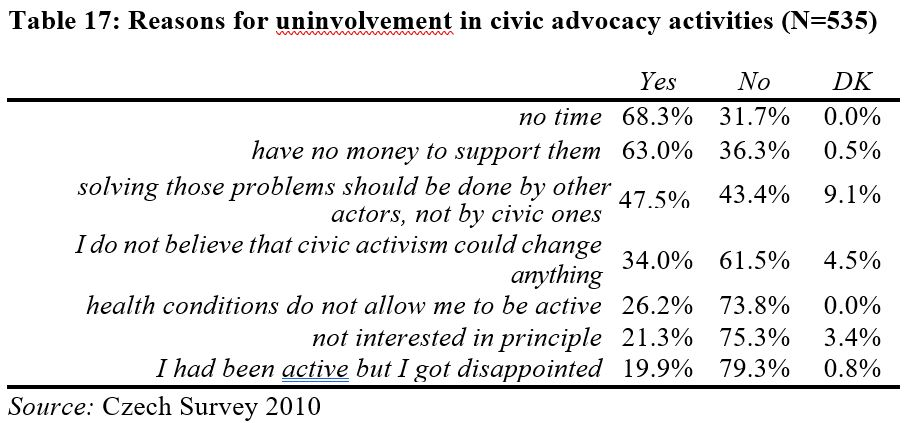 Table 17: Reasons for uninvolvement in civic advocacy activities (N=535)
Yes No DK
no time 68.3% 31.7% 0.0%
have no money to support them 63.0% 36.3% 0.5%
solving those problems should be done by other
actors, not by civic ones 47.5% 43.4% 9.1%
I do not believe that civic activism could change
anything 34.0% 61.5% 4.5%
health conditions do not allow me to be active 26.2% 73.8% 0.0%
not interested in principle 21.3% 75.3% 3.4%
I had been active but I got disappointed 19.9% 79.3% 0.8%
Source: Czech Survey 2010